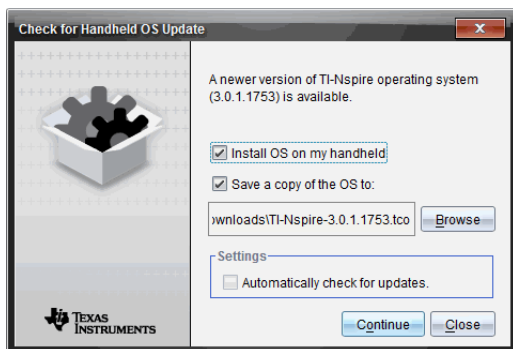 Check for Handheld OS Update
A newer version of TI-Nspire operating system
(3.0.1.1753) is available.
Install OS on my handheld
Save a copy of the OS to:
wnloads\TI-Nspire-3.0.1.1753.tco
Browse
Settings
Automatically check for updates.
TEXAS
INSTRUMENTS
Continue
Close